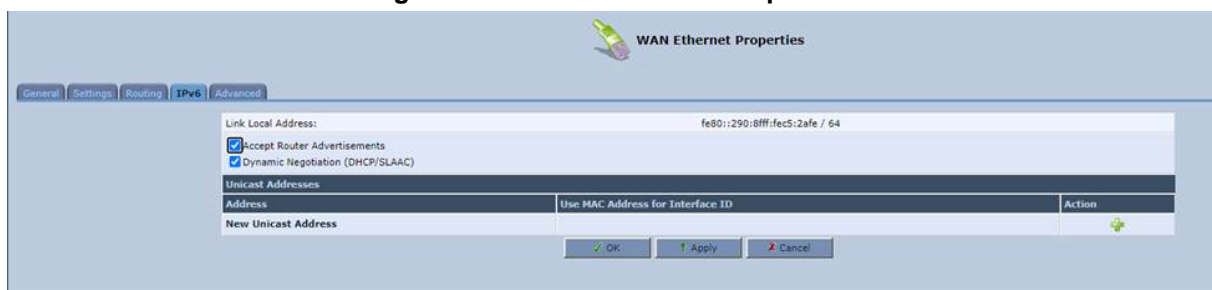 WAN Ethernet Properties
General Settings Routing IPv6 Advanced
Link Local Address: fe80::290:8fff:fec5:2afe / 64
Accept Router Advertisements
Dynamic Negotiation (DHCP/SLAAC)
Unicast Addresses
Address Use MAC Address for Interface ID Action
New Unicast Address
OK Apply Cancel